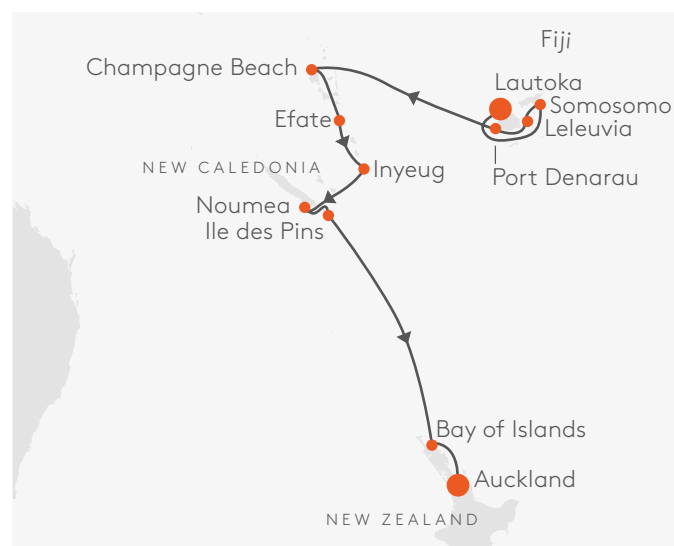 Fiji
Champagne Beach
Lautoka
Somosomo
Efate
Leleuvia
NEW CALEDONIA
Inyeug
Port Denarau
Noumea
Ile des Pins
Bay of Islands
Auckland
NEW ZEALAND